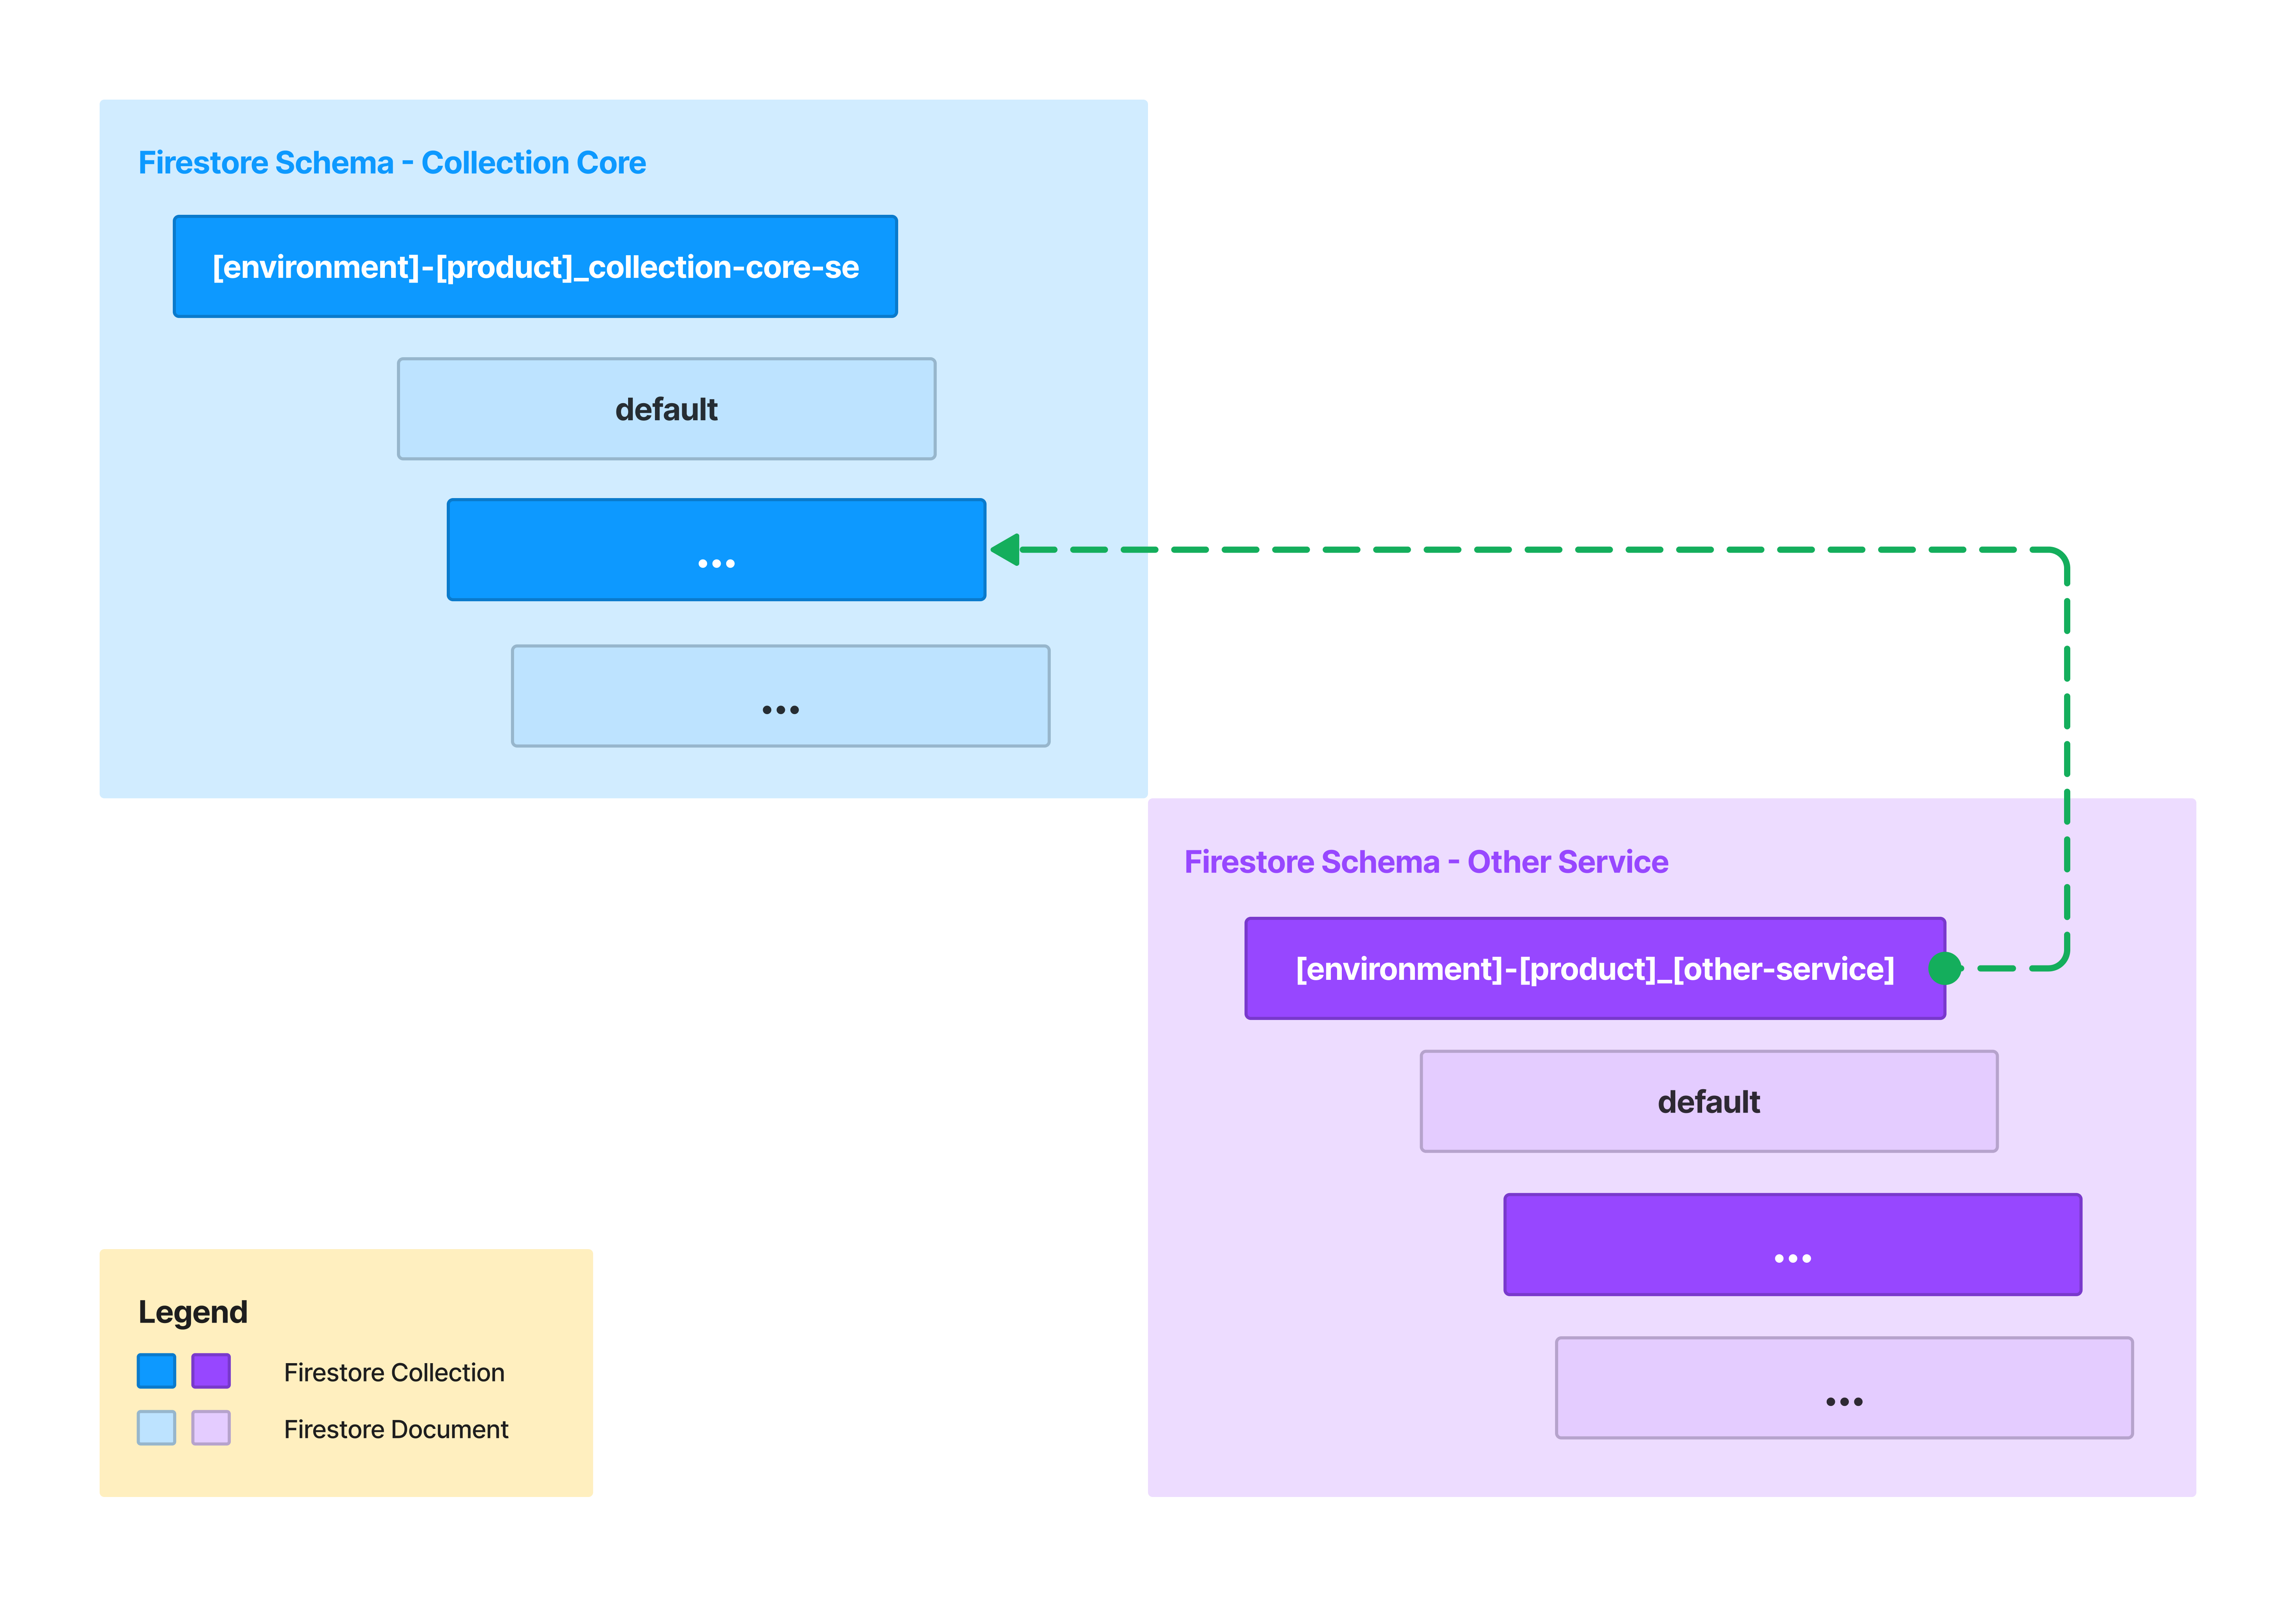 Firestore Schema - Collection Core
[environment]-[product]_collection-core-se
default
...
...
Firestore Schema - Other Service
[environment]-[product]_[other-service]
default
...
...
Legend
Firestore Collection
Firestore Document